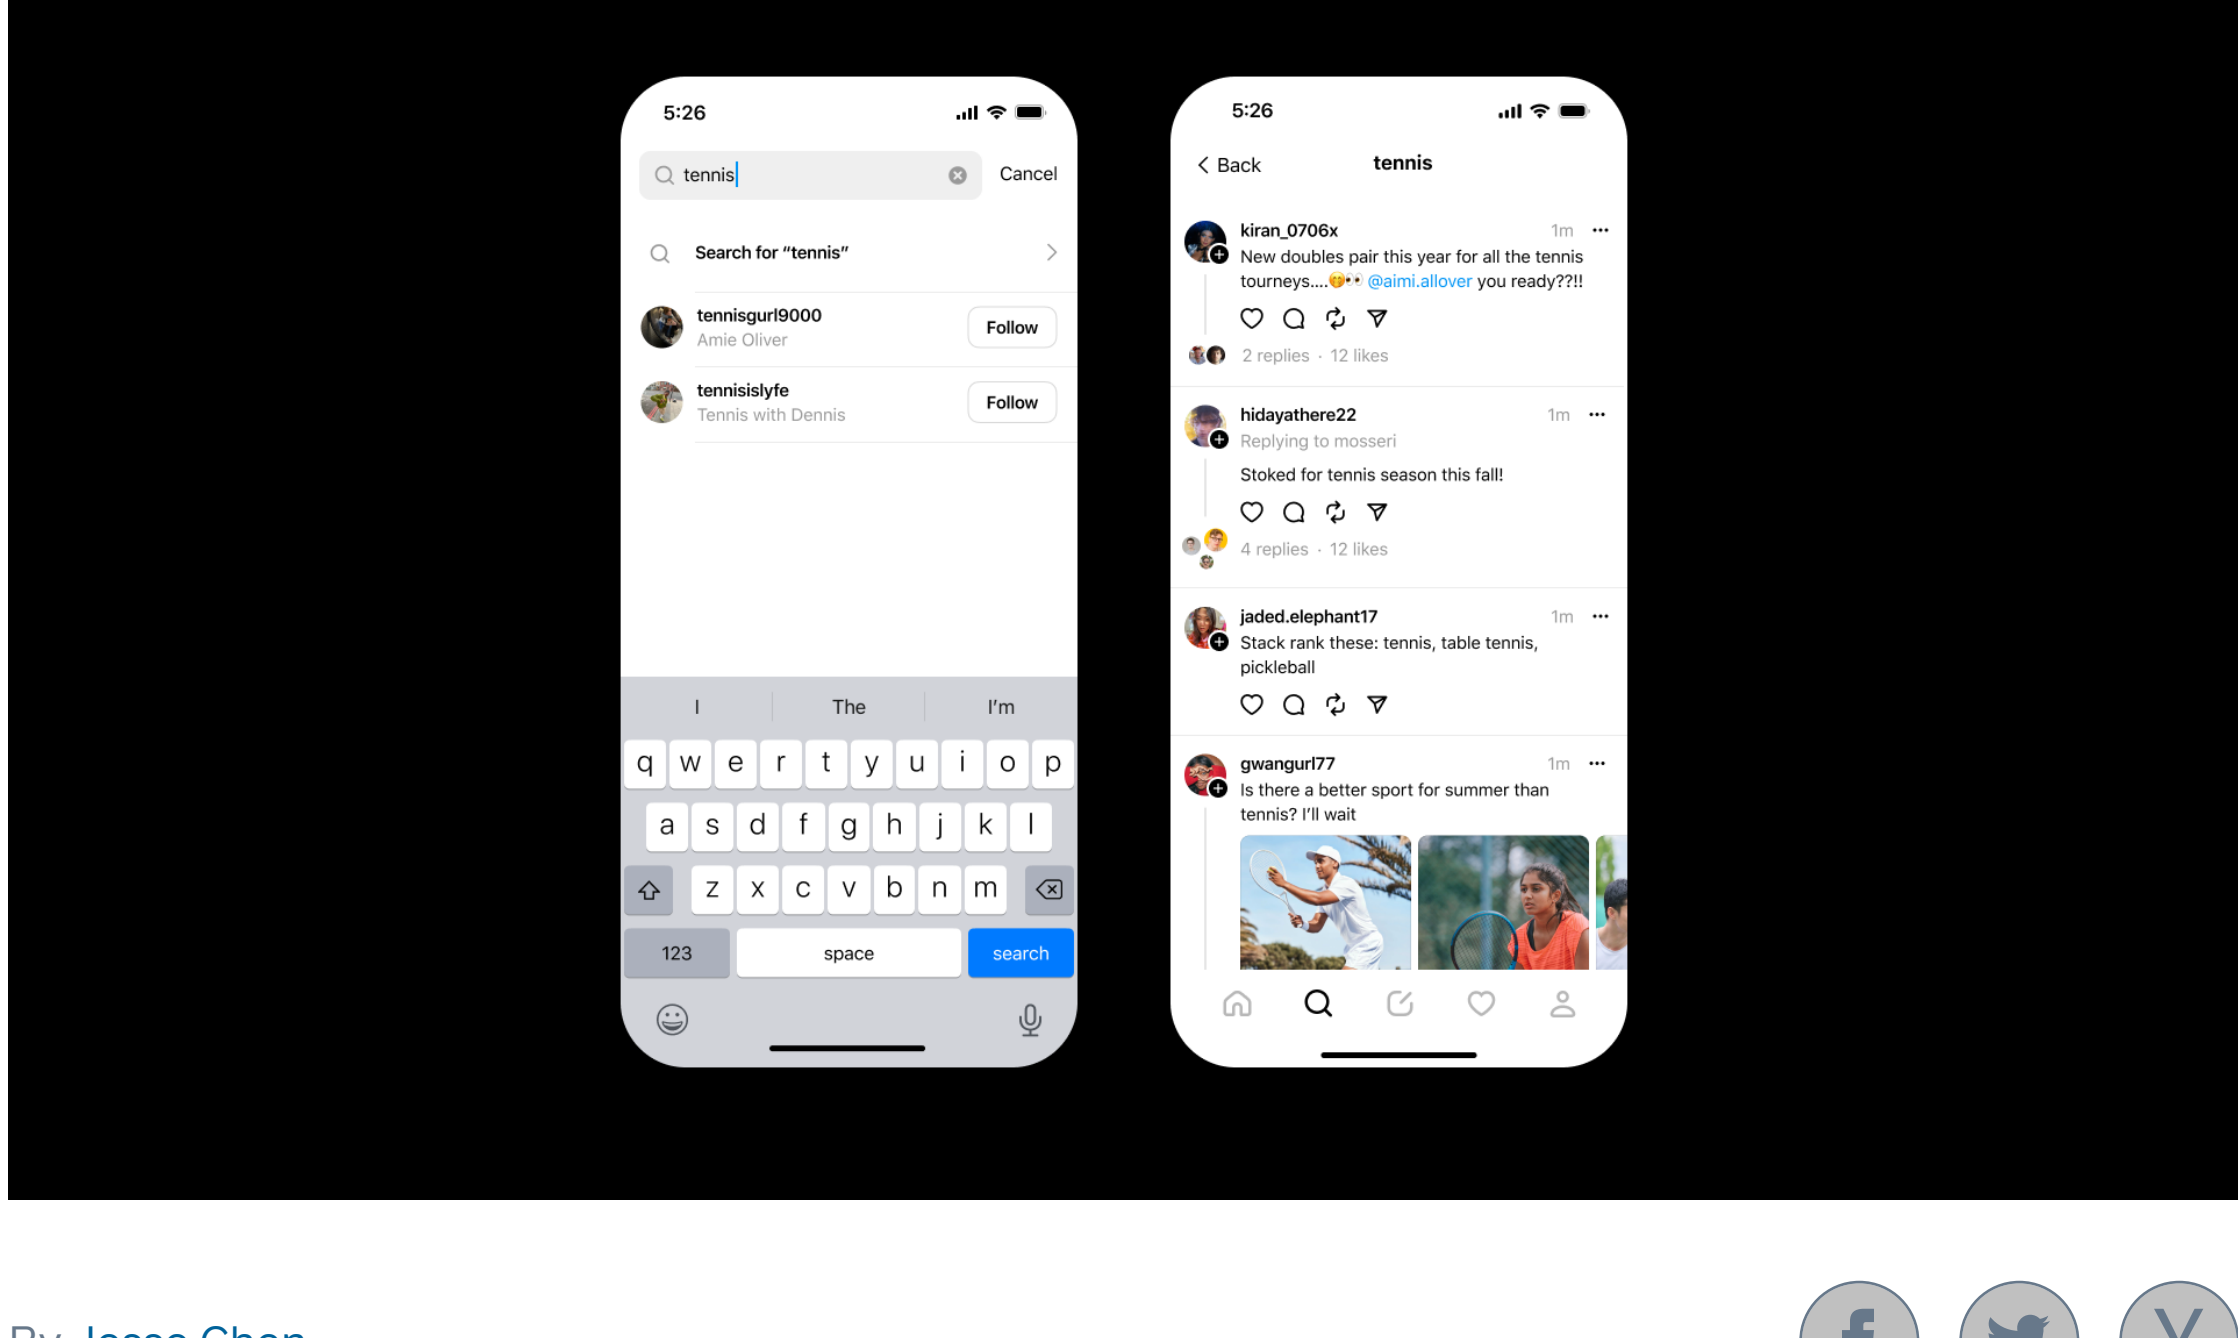 5:26
tennis
Cancel
Search for “tennis”
tennisgurl9000
Amie Oliver
Follow
tennisislyfe
Tennis with Dennis
Follow
I
The
I’m
q w e r t y u i o p
a s d f g h j k l
z x c v b n m
123
space
search
5:26
Back
tennis
kiran_0706x
1m
New doubles pair this year for all the tennis
tourneys....🤭👀 @aimi.allover you ready??!!
2 replies · 12 likes
hidayathere22
1m
Replying to mosseri
Stoked for tennis season this fall!
4 replies · 12 likes
jaded.elephant17
1m
Stack rank these: tennis, table tennis,
pickleball
gwangurl77
1m
Is there a better sport for summer than
tennis? I’ll wait
By Jesse Chen